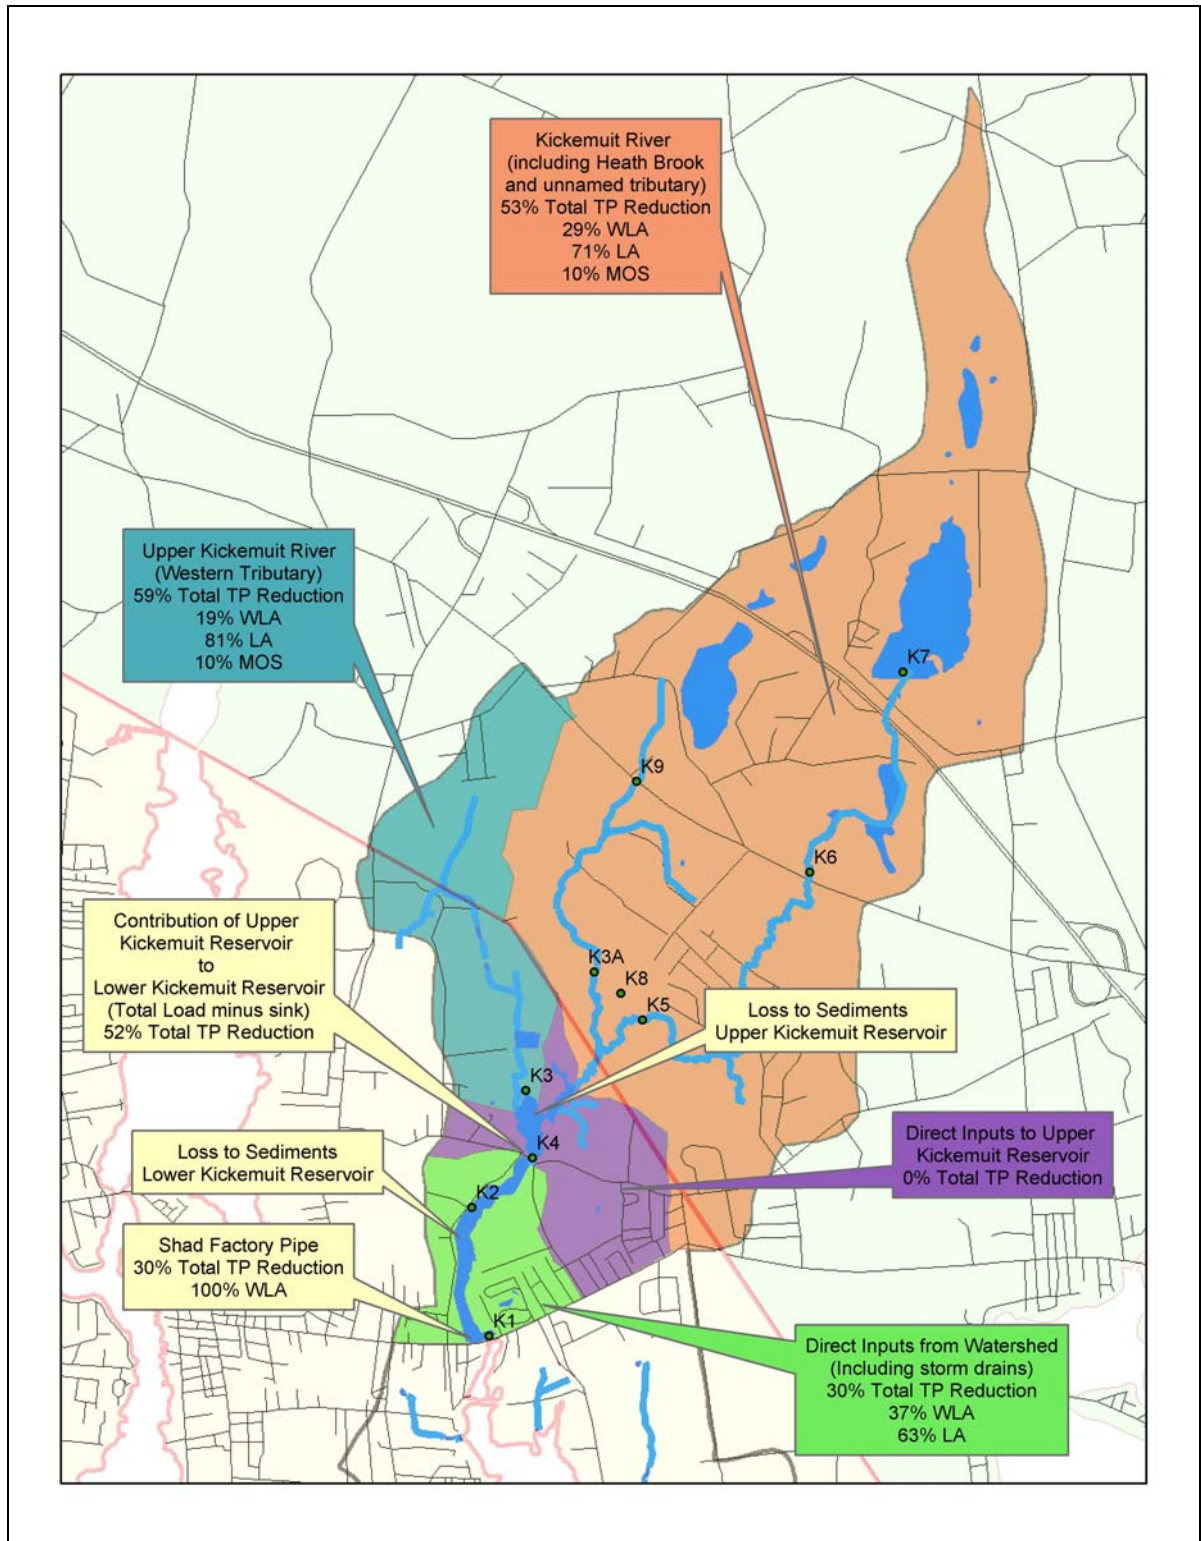 Kickemuit River
(including Heath Brook
and unnamed tributary)
53% Total TP Reduction
29% WLA
71% LA
10% MOS
Upper Kickemuit River
(Western Tributary)
59% Total TP Reduction
19% WLA
81% LA
10% MOS
K7
K9
K6
Contribution of Upper
Kickemuit Reservoir
to
Lower Kickemuit Reservoir
(Total Load minus sink)
52% Total TP Reduction
K3A
K8
K5
Loss to Sediments
Upper Kickemuit Reservoir
K3
Direct Inputs to Upper
Kickemuit Reservoir
0% Total TP Reduction
Loss to Sediments
Lower Kickemuit Reservoir
K4
K2
Shad Factory Pipe
30% Total TP Reduction
100% WLA
K1
Direct Inputs from Watershed
(Including storm drains)
30% Total TP Reduction
37% WLA
63% LA